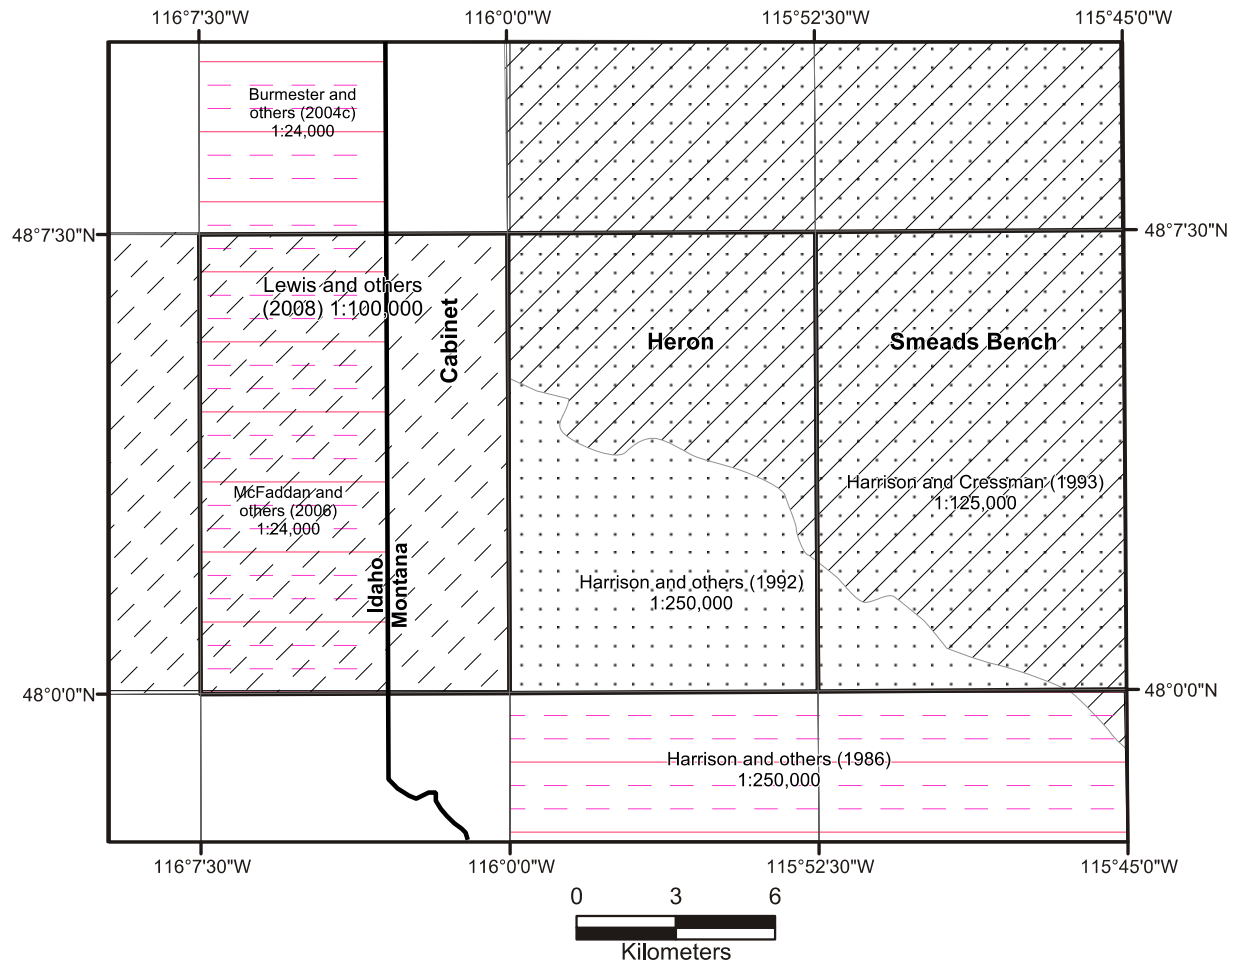 116°7'30"W 116°0'0"W 115°52'30"W 115°45'0"W
Burmester and
others (2004c)
1:24,000
48°7'30"N 48°7'30"N
Lewis and others
(2008) 1:100,000
Cabinet
Heron
Smeads Bench
McFaddan and
others (2006)
1:24,000
Harrison and Cressman (1993)
1:125,000
Idaho
Montana
Harrison and others (1992)
1:250,000
48°0'0"N 48°0'0"N
Harrison and others (1986)
1:250,000
116°7'30"W 116°0'0"W 115°52'30"W 115°45'0"W
0 3 6
Kilometers